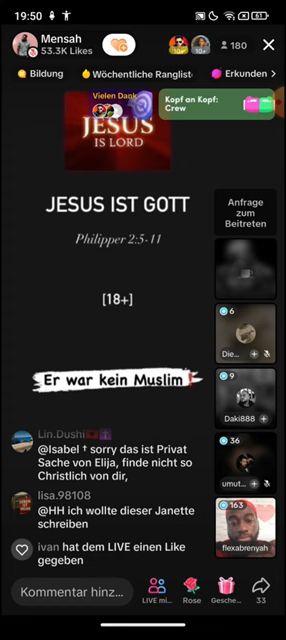 19:50
61
Mensah
53.3K Likes
10+
10+
180
Bildung
Wöchentliche Rangliste
Erkunden
Vielen Dank
Kopf an Kopf:
Crew
JESUS
IS LORD
JESUS IST GOTT
Philipper 2:5-11
[18+]
Er war kein Muslim
Anfrage
zum
Beitreten
6
Die...
9
Daki888
36
umut...
163
flexabrenyah
Lin.Dushi
@Isabel † sorry das ist Privat
Sache von Elija, finde nicht so
Christlich von dir,
lisa.98108
@HH ich wollte dieser Janette
schreiben
ivan hat dem LIVE einen Like
gegeben
Kommentar hinz...
LIVE mi...
Rose
Gesche...
33